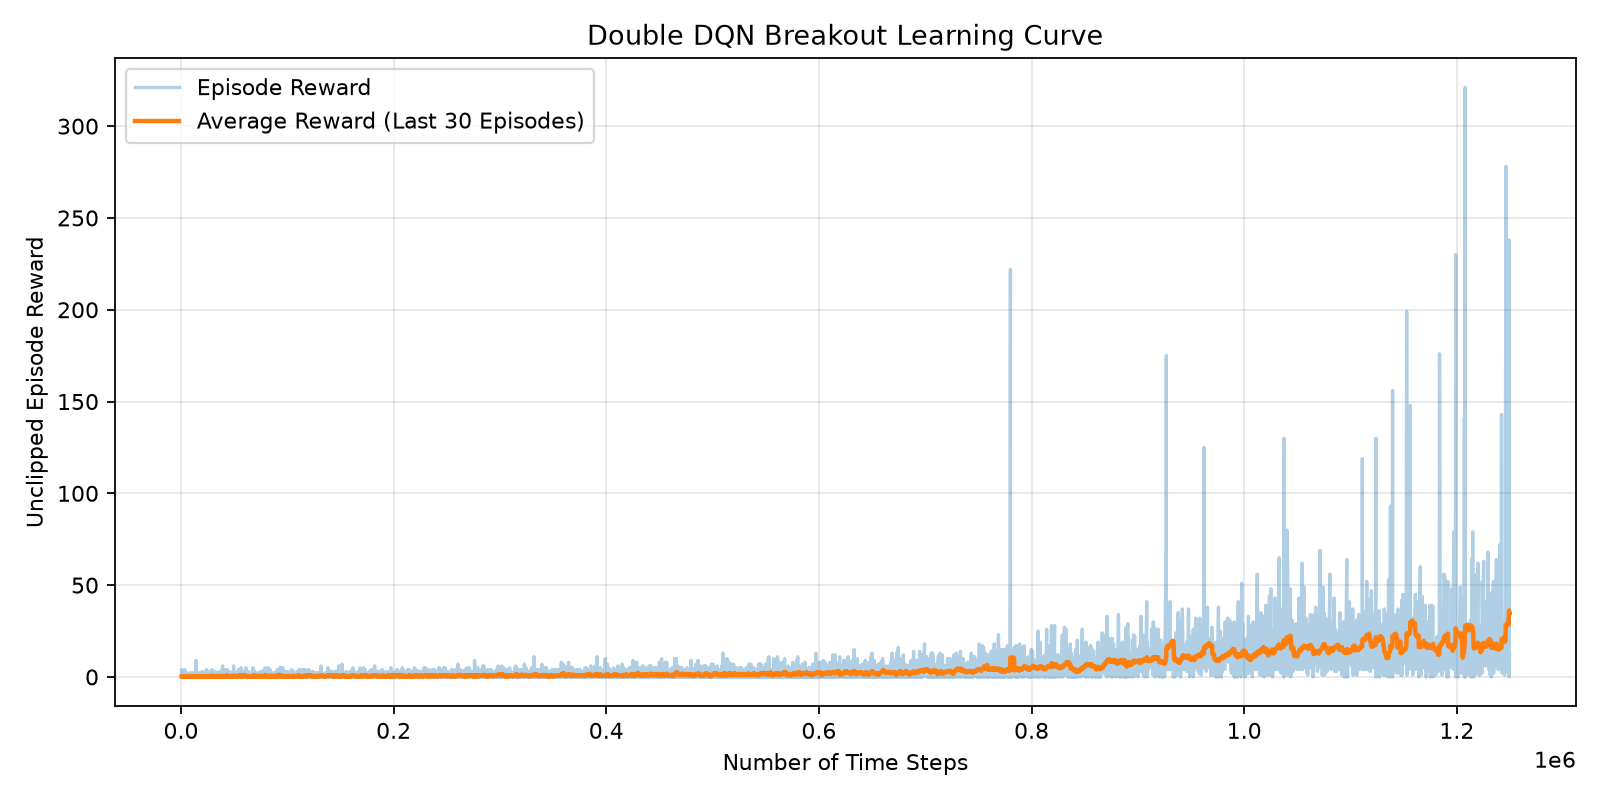 Double DQN Breakout Learning Curve
Episode Reward
Average Reward (Last 30 Episodes)
Unclipped Episode Reward
300
250
200
150
100
50
0
0.0 0.2 0.4 0.6 0.8 1.0 1.2
1e6
Number of Time Steps